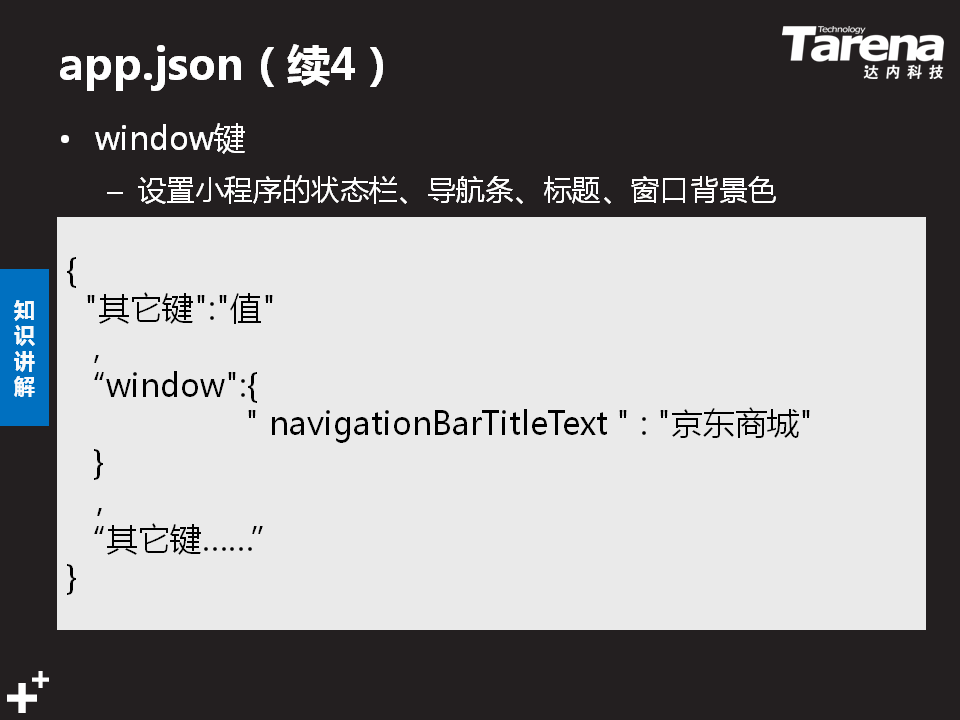 app.json（续4）
Technology
Tarena
达内科技
• window键
– 设置小程序的状态栏、导航条、标题、窗口背景色
知识讲解
{
"其它键":"值"
,
“window":{
" navigationBarTitleText " : "京东商城"
}
,
“其它键……”
}